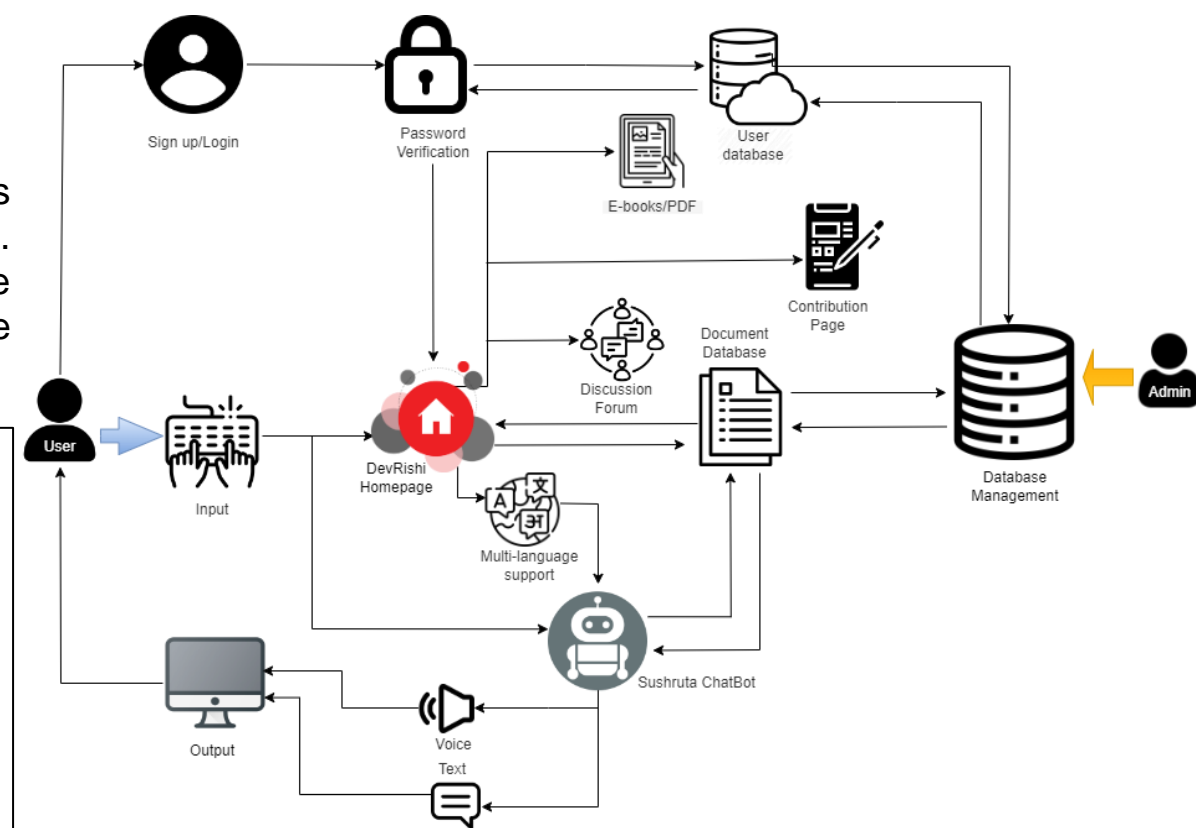 Sign up/Login
Password
Verification
User
database
E-books/PDF
s
.
e
e
Contribution
Page
Document
Database
Discussion
Forum
Admin
User
DevRishi
Homepage
Input
Database
Management
A
文
अ
Multi-language
support
Sushruta ChatBot
Output
Voice
Text